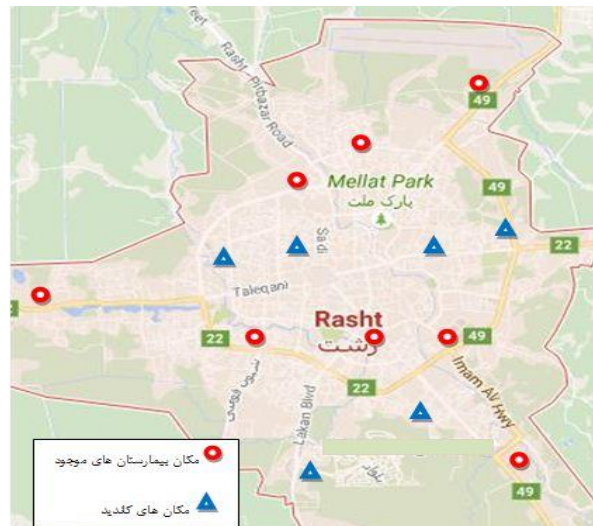 Rasht - Pirbazar Road
49
Mellat Park
پارک ملت
49
Sadi
22
Taleqani
Rasht
رشت
22
49
22
Imam Ali Hwy
Lakan Blvd
بلوار
49
مکان بیمارستان های موجود
مکان های کاندید